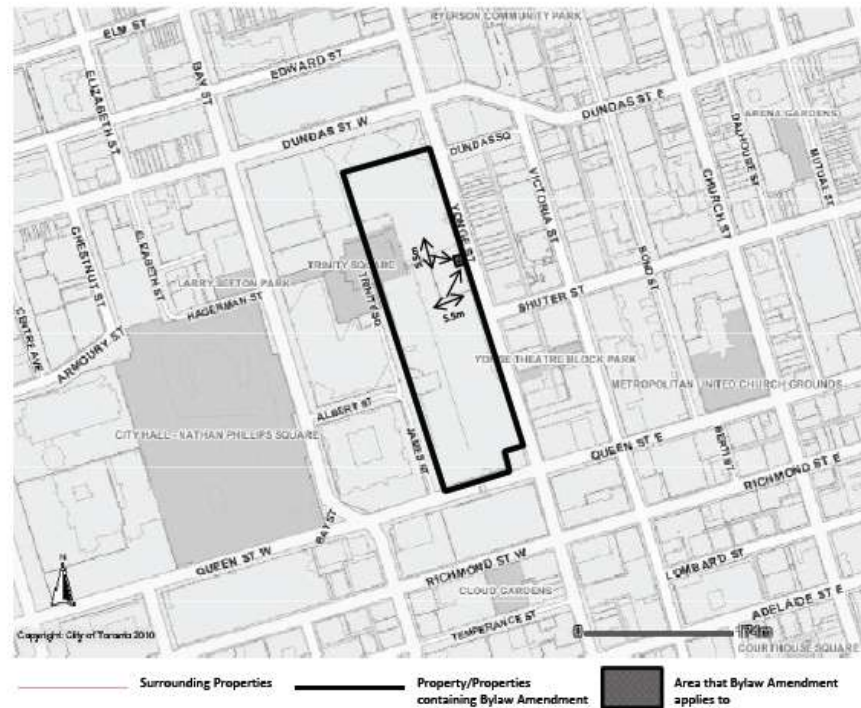 RYERSON COMMUNITY PARK
ELM ST
ELIZABETH ST
BAY ST
EDWARD ST
DUNDAS ST W
DUNDAS SQ
DUNDAS ST E
ARENA GARDENS
DALHOUSIE ST
MUTUAL ST
CHURCH ST
VICTORIA ST
YONGE ST
BOND ST
CHESTNUT ST
ELIZABETH ST
CENTRE AVE
ARMOURY ST
HAGERMAN ST
TRINITY SQUARE
TRINITY SQ
5.5m
SHUTER ST
YONGE THEATRE BLOCK PARK
METROPOLITAN UNITED CHURCH GROUNDS
ALBERT ST
CITY HALL - NATHAN PHILLIPS SQUARE
JAMES ST
QUEEN ST E
BERTI ST
RICHMOND ST E
BAY ST
QUEEN ST W
RICHMOND ST W
LOMBARD ST
CLOUD GARDENS
TEMPERANCE ST
ADELAIDE ST E
COURTHOUSE SQUARE
N
Copyright: City of Toronto 2010
0
Surrounding Properties
Property/Properties
containing Bylaw Amendment
Area that Bylaw Amendment
applies to